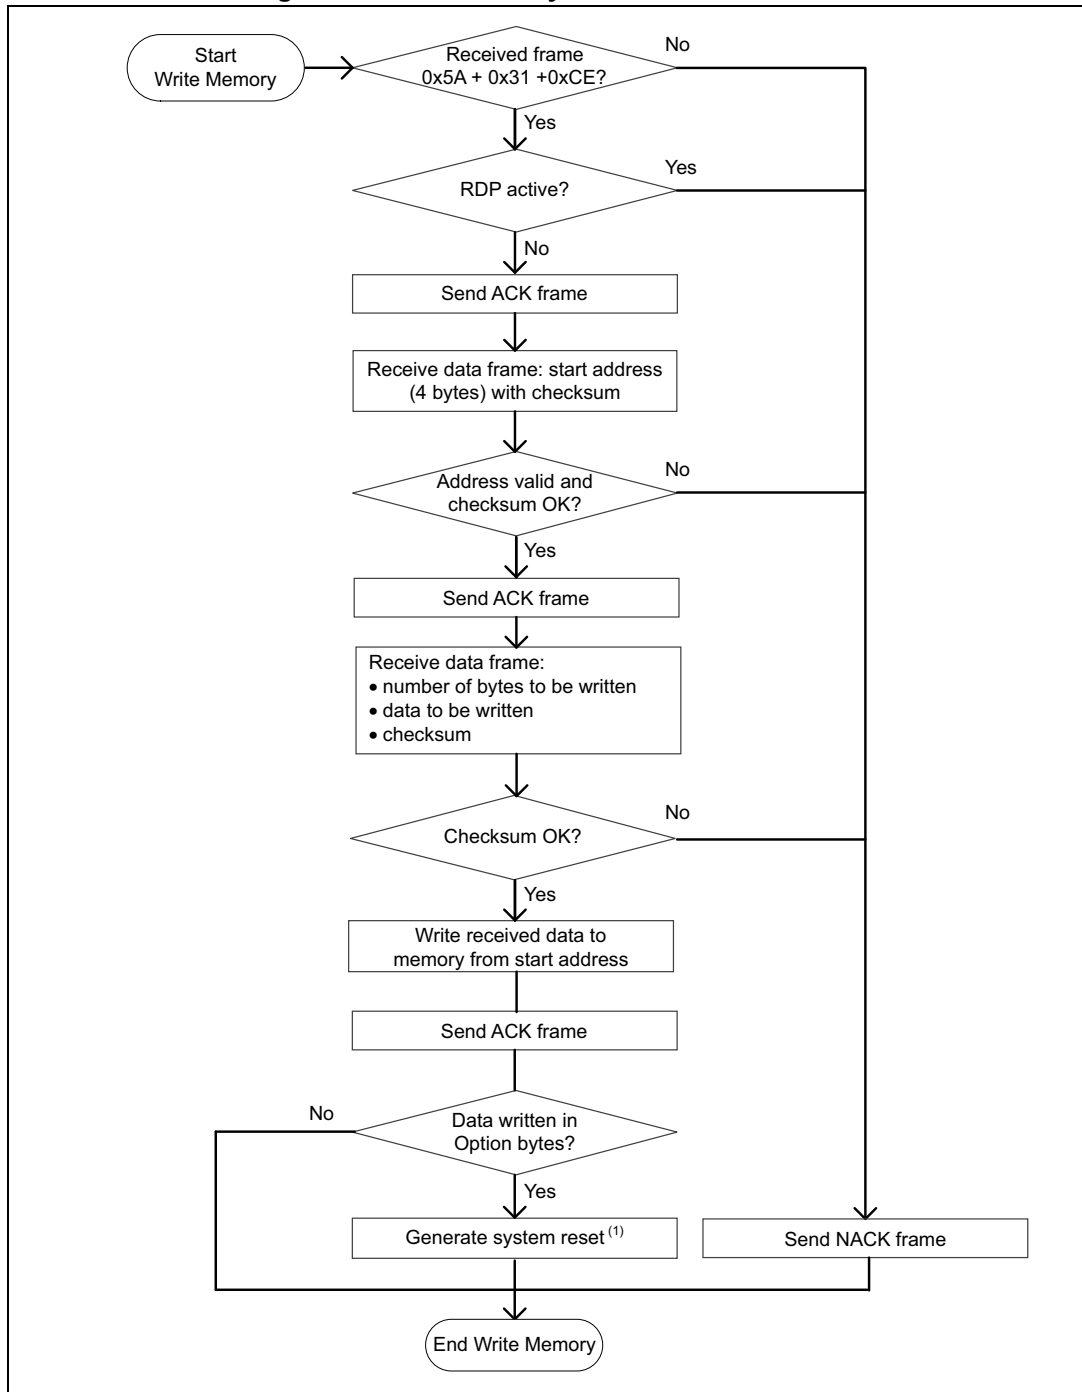 Start
Write Memory
Received frame
0x5A + 0x31 +0xCE?
No
Yes
RDP active?
Yes
No
Send ACK frame
Receive data frame: start address
(4 bytes) with checksum
Address valid and
checksum OK?
No
Yes
Send ACK frame
Receive data frame:
• number of bytes to be written
• data to be written
• checksum
Checksum OK?
No
Yes
Write received data to
memory from start address
Send ACK frame
No
Data written in
Option bytes?
Yes
Generate system reset (1)
Send NACK frame
End Write Memory